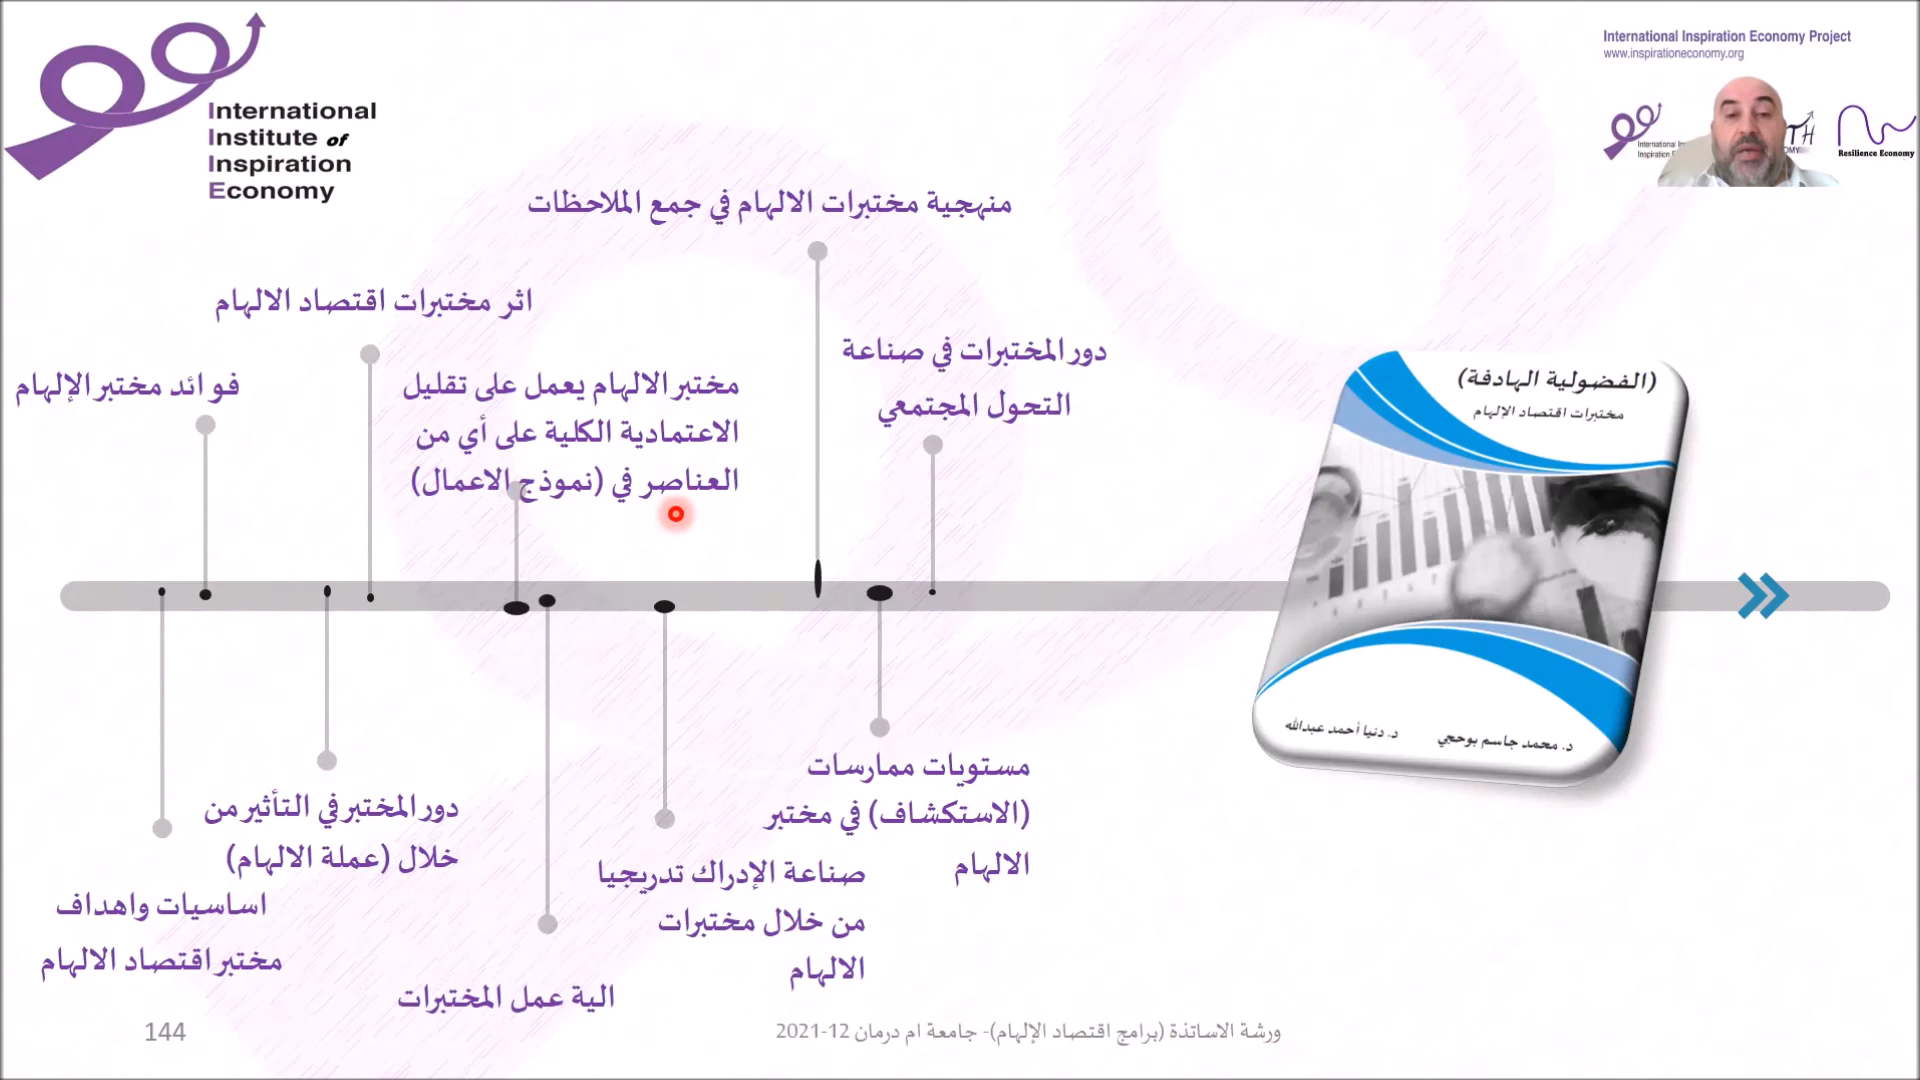 International
Institute of
Inspiration
Economy
International Inspiration Economy Project
www.inspirationeconomy.org
Resilience Economy
منهجية مختبرات الالهام في جمع الملاحظات
اثر مختبرات اقتصاد الالهام
فوائد مختبر الإلهام
مختبر الالهام يعمل على تقليل
الاعتمادية الكلية على أي من
العناصر في (نموذج الاعمال)
دور المختبرات في صناعة
التحول المجتمعي
(الفضولية الهادفة)
مختبرات اقتصاد الإلهام
د. محمد جاسم بوحجي
د. دنيا أحمد عبدالله
مستويات ممارسات
(الاستكشاف) في مختبر
الالهام
دور المختبر في التأثير من
خلال (عملة الالهام)
صناعة الإدراك تدريجيا
من خلال مختبرات
الالهام
اساسيات واهداف
مختبر اقتصاد الالهام
الية عمل المختبرات
144
ورشة الاساتذة (برامج اقتصاد الإلهام)- جامعة ام درمان 12-2021